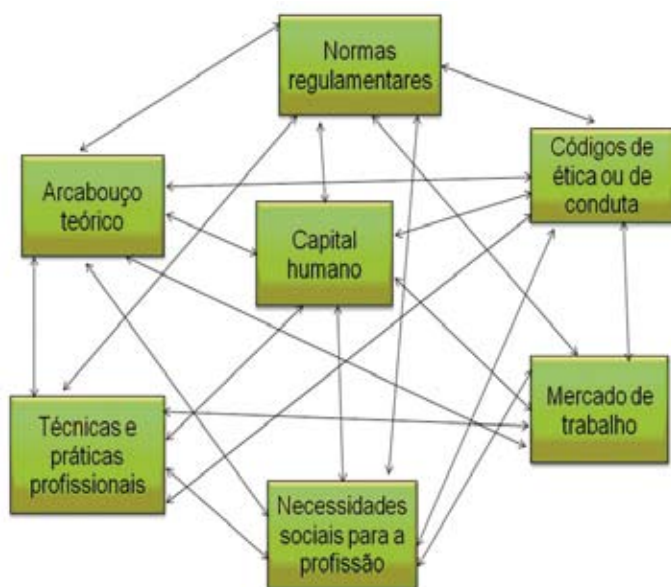 Normas
regulamentares
Códigos de
ética ou de
conduta
Arcabouço
teórico
Capital
humano
Mercado de
trabalho
Técnicas e
práticas
profissionais
Necessidades
sociais para a
profissão